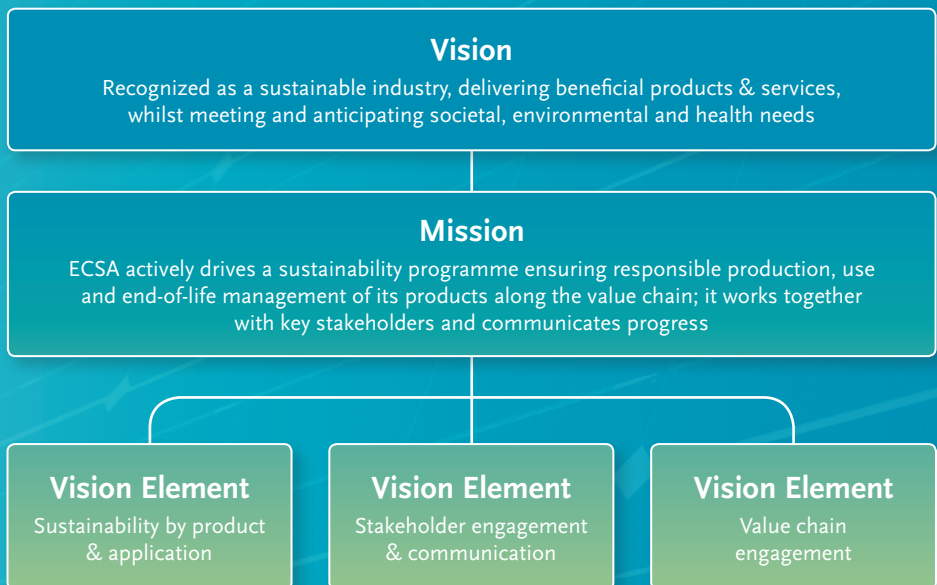 Vision
Recognized as a sustainable industry, delivering beneficial products & services,
whilst meeting and anticipating societal, environmental and health needs
Mission
ECSA actively drives a sustainability programme ensuring responsible production, use
and end-of-life management of its products along the value chain; it works together
with key stakeholders and communicates progress
Vision Element
Sustainability by product
& application
Vision Element
Stakeholder engagement
& communication
Vision Element
Value chain
engagement